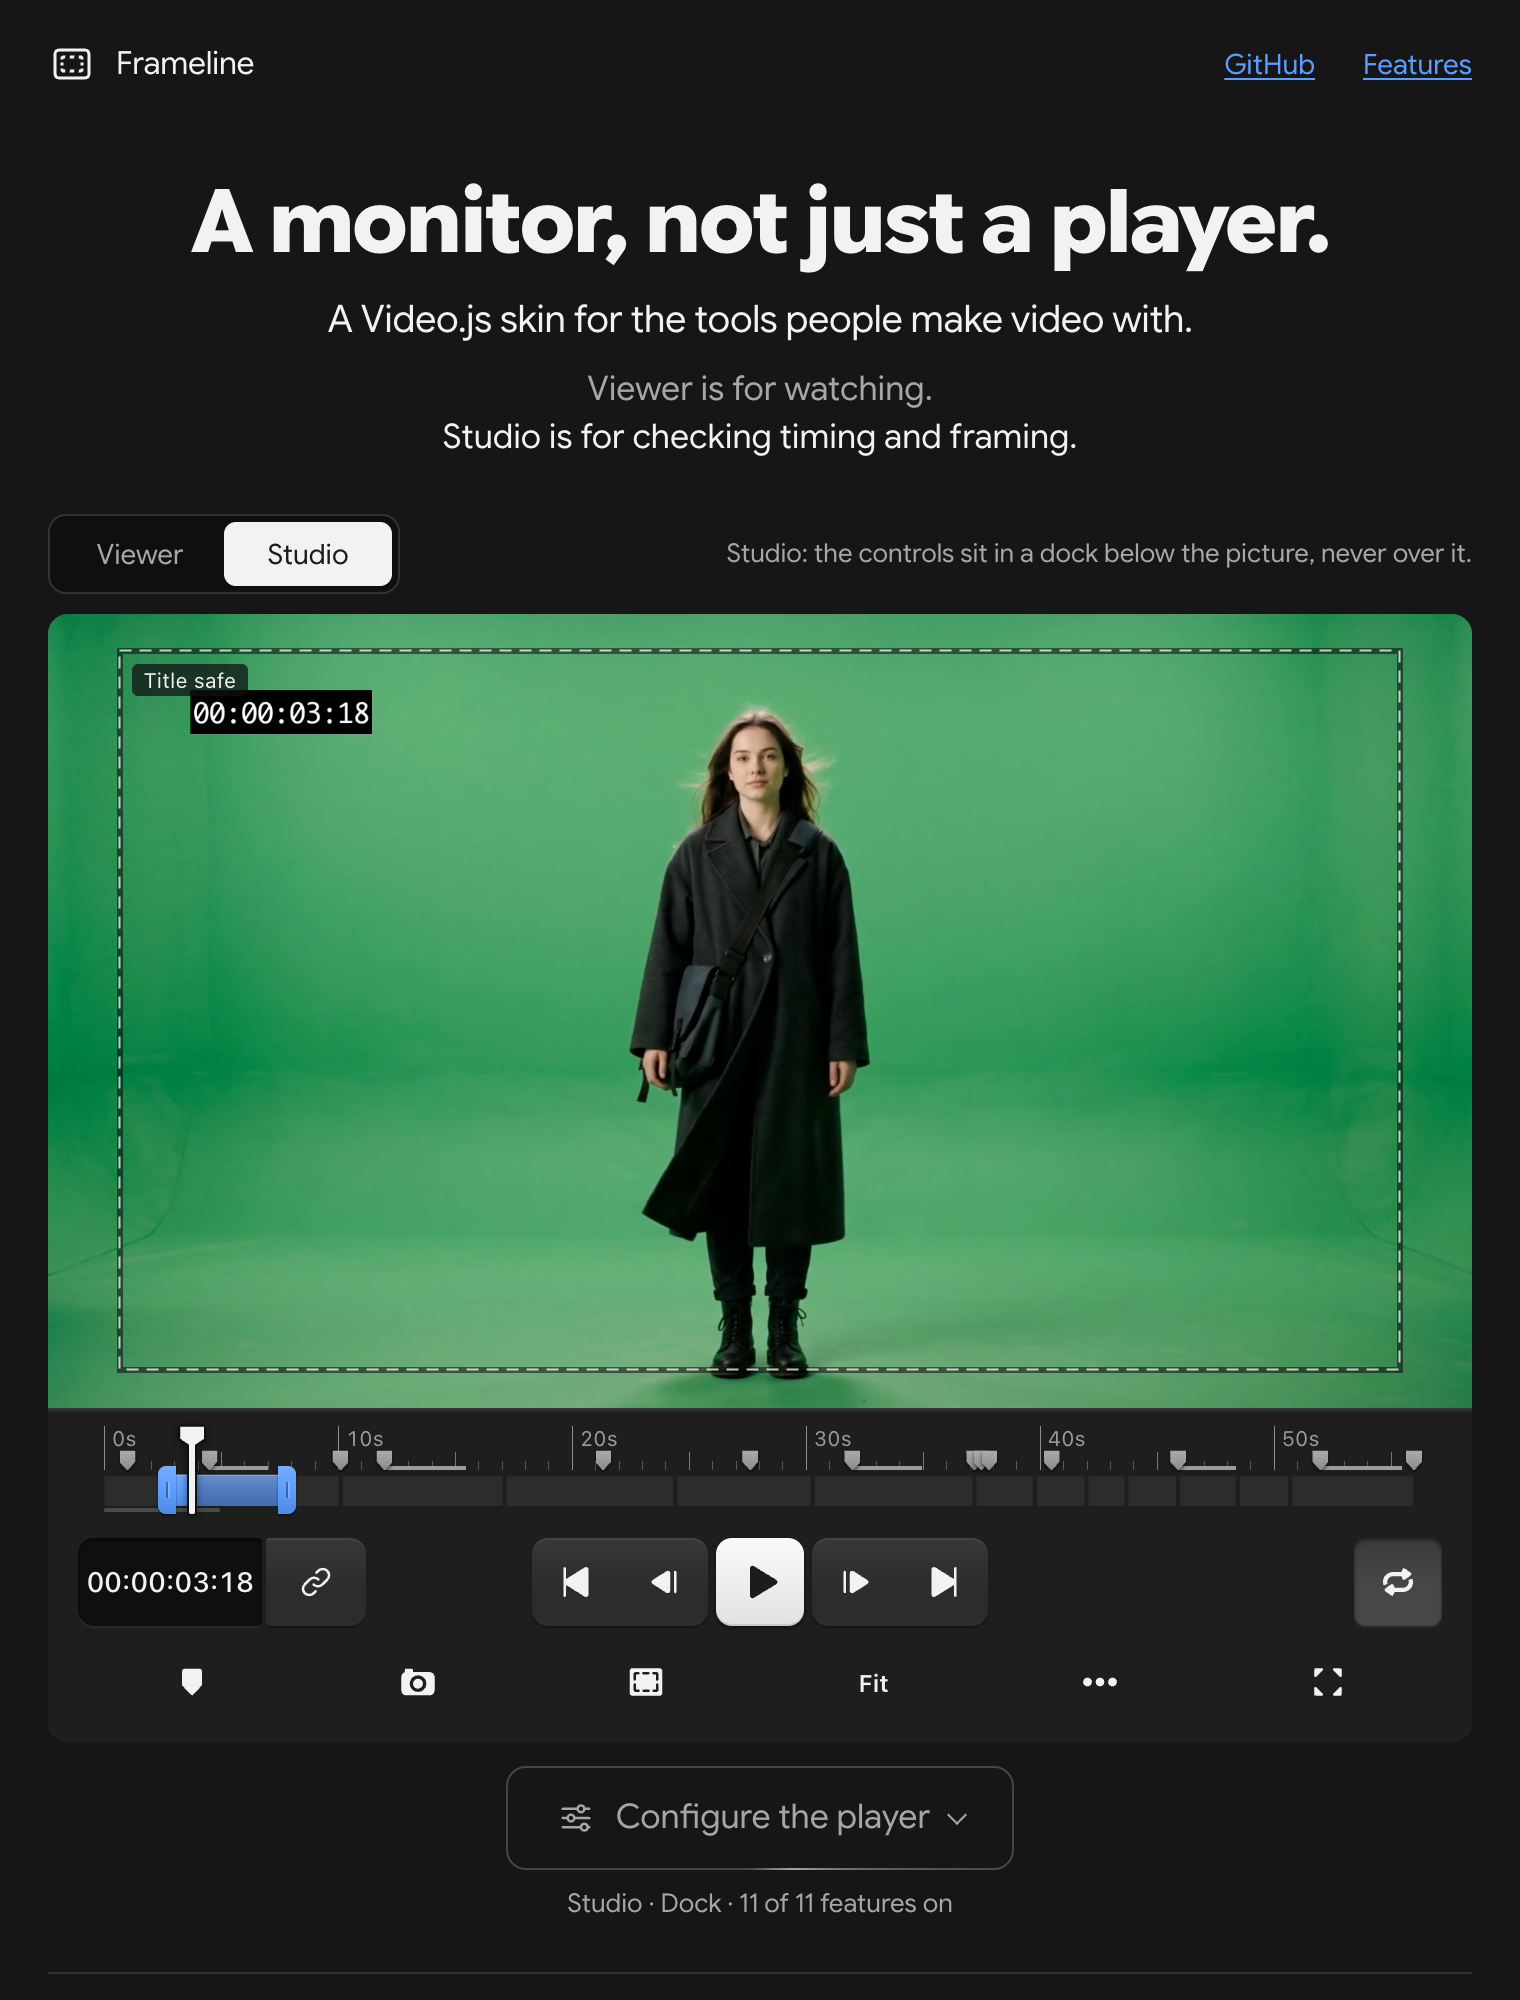 Frameline
GitHub Features
A monitor, not just a player.
A Video.js skin for the tools people make video with.
Viewer is for watching.
Studio is for checking timing and framing.
Viewer Studio
Studio: the controls sit in a dock below the picture, never over it.
Title safe
00:00:03:18
0s 10s 20s 30s 40s 50s
00:00:03:18
Fit
Configure the player
Studio · Dock · 11 of 11 features on